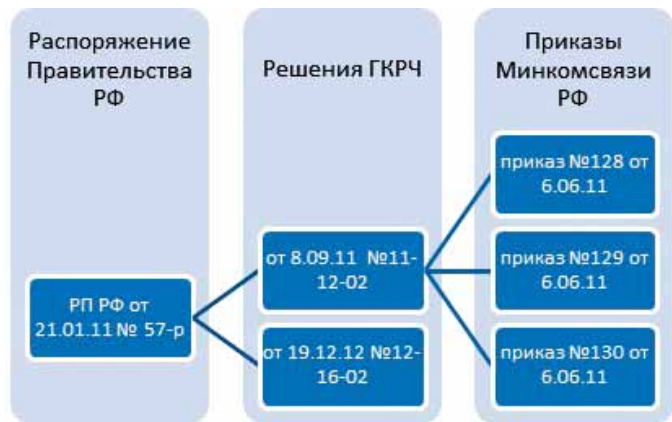 Распоряжение
Правительства
РФ
РП РФ от
21.01.11 № 57-р
Решения ГКРЧ
от 8.09.11 №11-
12-02
от 19.12.12 №12-
16-02
Приказы
Минкомсвязи
РФ
приказ №128 от
6.06.11
приказ №129 от
6.06.11
приказ №130 от
6.06.11